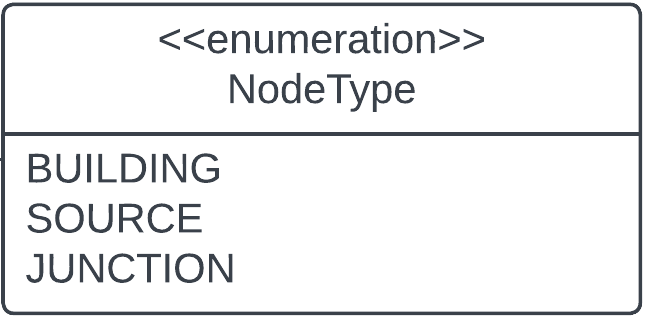 <<enumeration>>
NodeType
BUILDING
SOURCE
JUNCTION